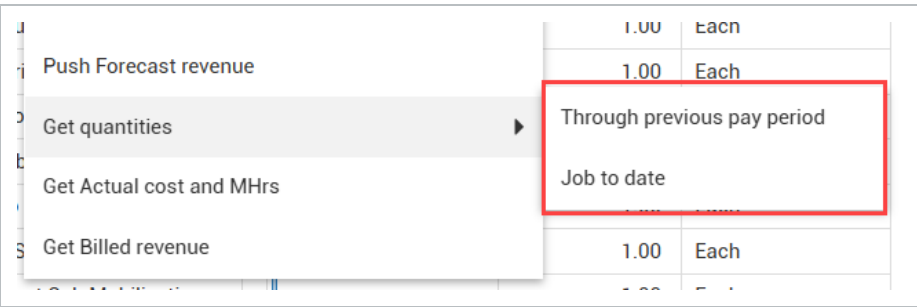 1.00 Each
Push Forecast revenue
1.00 Each
Get quantities
Through previous pay period
Job to date
Get Actual cost and MHrs
Get Billed revenue
1.00 Each